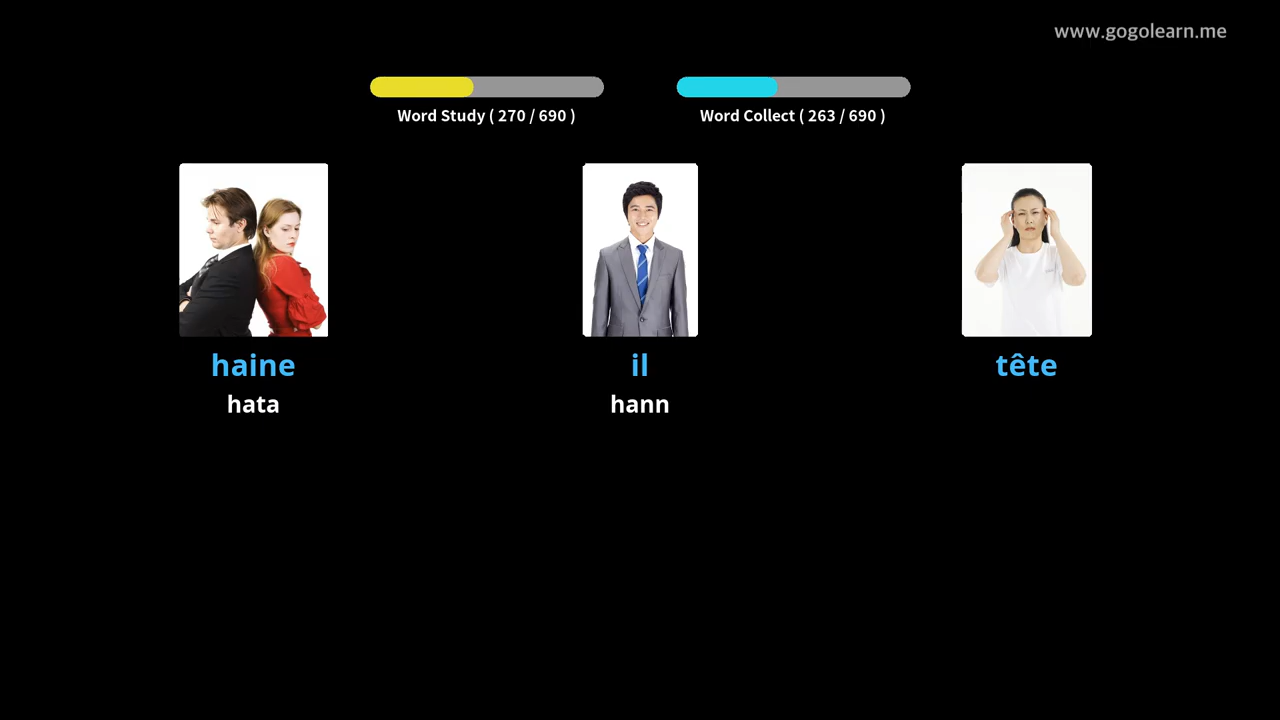 www.gogolearn.me
Word Study ( 270 / 690 )
Word Collect ( 263 / 690 )
haine
hata
il
hann
tête